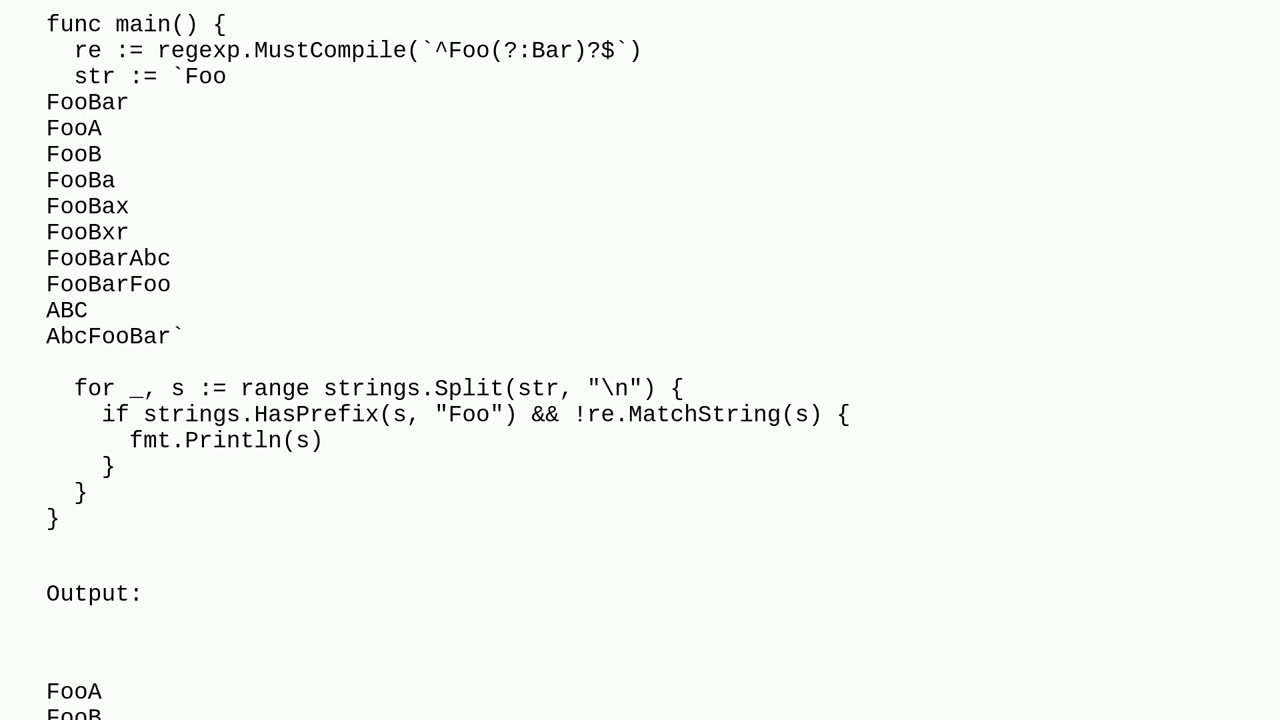 func main() {
  re := regexp.MustCompile(`^Foo(?:Bar)?$`)
  str := `Foo
FooBar
FooA
FooB
FooBa
FooBax
FooBxr
FooBarAbc
FooBarFoo
ABC
AbcFooBar`
  for _, s := range strings.Split(str, "\n") {
    if strings.HasPrefix(s, "Foo") && !re.MatchString(s) {
      fmt.Println(s)
    }
  }
}
Output:
FooA
FooB